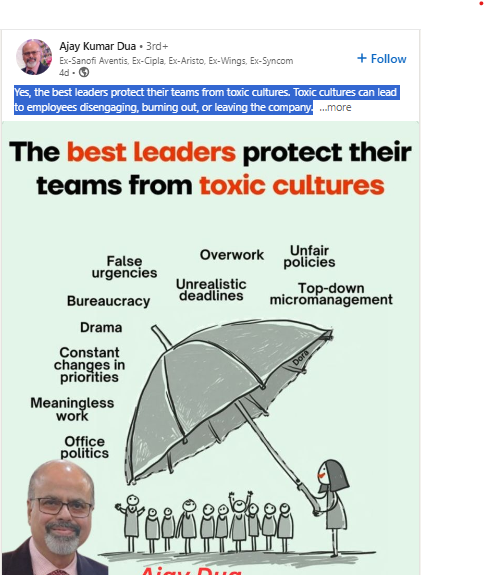 Ajay Kumar Dua • 3rd+
Ex-Sanofi Aventis, Ex-Cipla, Ex-Aristo, Ex-Wings, Ex-Syncom
+ Follow
4d •
Yes, the best leaders protect their teams from toxic cultures. Toxic cultures can lead
to employees disengaging, burning out, or leaving the company. ...more
The best leaders protect their
teams from toxic cultures
False
urgencies
Overwork
Unfair
policies
Bureaucracy
Unrealistic
deadlines
Top-down
micromanagement
Drama
Constant
changes in
priorities
Meaningless
work
Office
politics
Dora
Ajay Dua